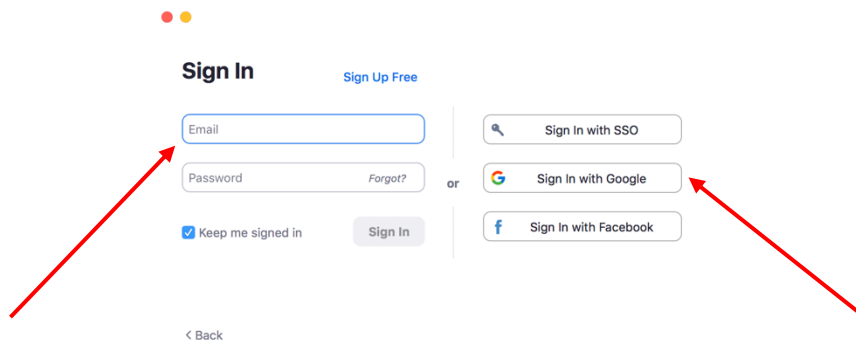 Sign In
Sign Up Free
Email
Password
Forgot?
Keep me signed in
Sign In
or
Sign In with SSO
Sign In with Google
Sign In with Facebook
< Back